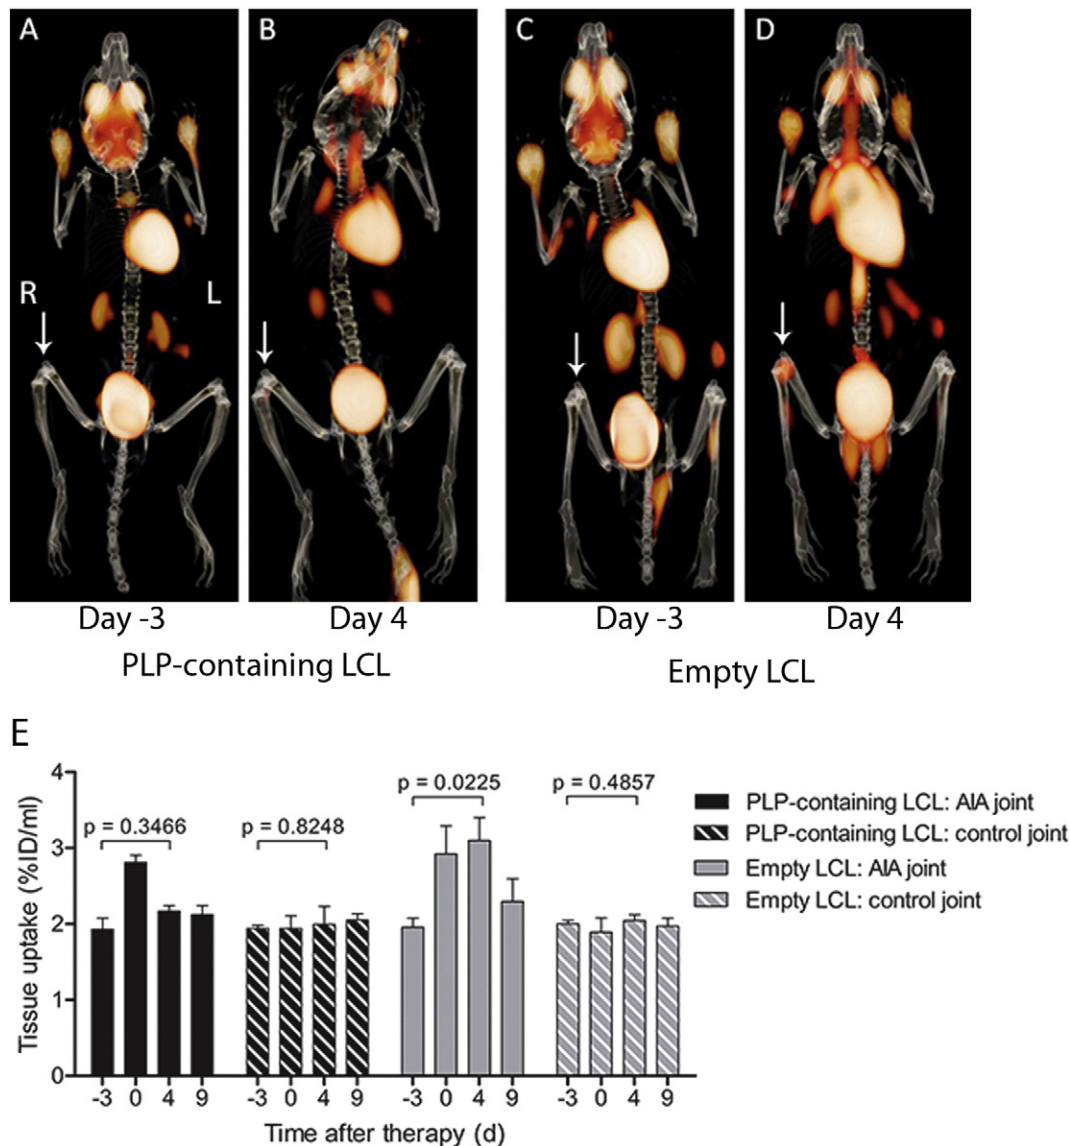 A B C D
R L
Day -3 Day 4 Day -3 Day 4
PLP-containing LCL Empty LCL
E
4
3
2
1
0
Tissue uptake (%ID/ml)
p = 0.3466
p = 0.8248
p = 0.0225
p = 0.4857
PLP-containing LCL: AIA joint
PLP-containing LCL: control joint
Empty LCL: AIA joint
Empty LCL: control joint
-3 0 4 9 -3 0 4 9 -3 0 4 9 -3 0 4 9
Time after therapy (d)